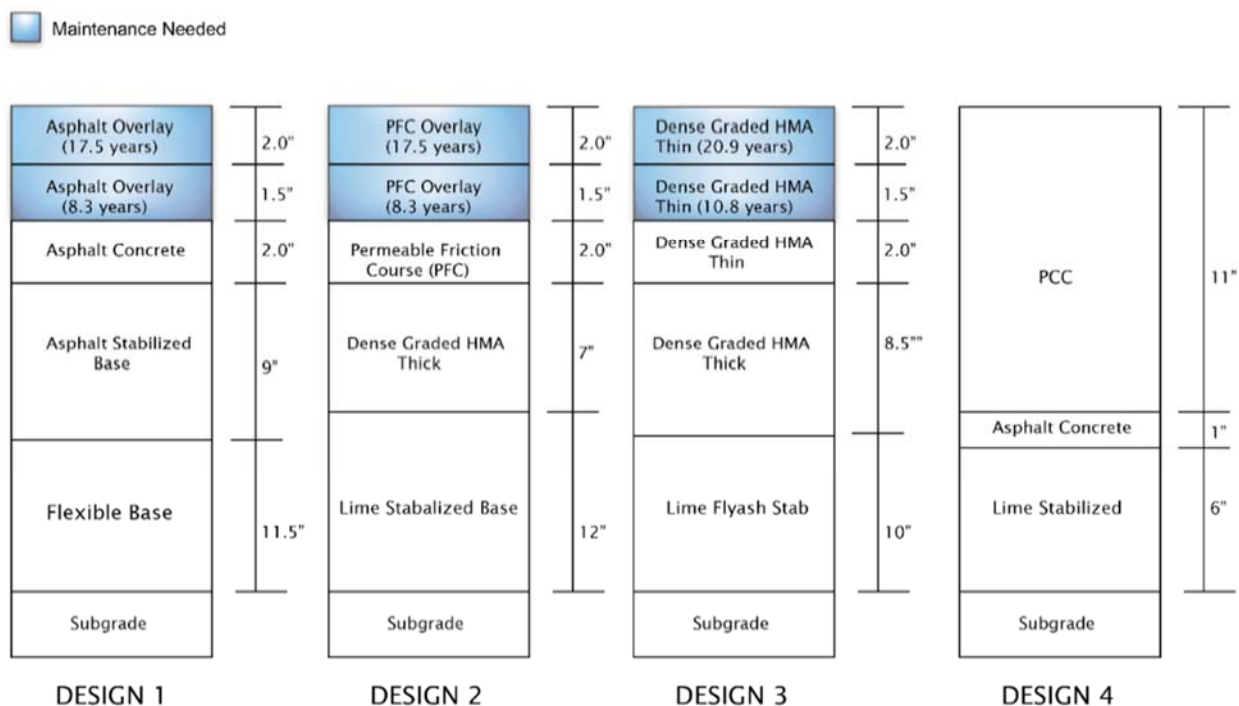 Maintenance Needed
Asphalt Overlay
(17.5 years)
2.0"
Asphalt Overlay
(8.3 years)
1.5"
Asphalt Concrete
2.0"
Asphalt Stabilized
Base
9"
Flexible Base
11.5"
Subgrade
DESIGN 1
PFC Overlay
(17.5 years)
2.0"
PFC Overlay
(8.3 years)
1.5"
Permeable Friction
Course (PFC)
2.0"
Dense Graded HMA
Thick
7"
Lime Stabalized Base
12"
Subgrade
DESIGN 2
Dense Graded HMA
Thin (20.9 years)
2.0"
Dense Graded HMA
Thin (10.8 years)
1.5"
Dense Graded HMA
Thin
2.0"
Dense Graded HMA
Thick
8.5""
Lime Flyash Stab
10"
Subgrade
DESIGN 3
PCC
11"
Asphalt Concrete
1"
Lime Stabilized
6"
Subgrade
DESIGN 4